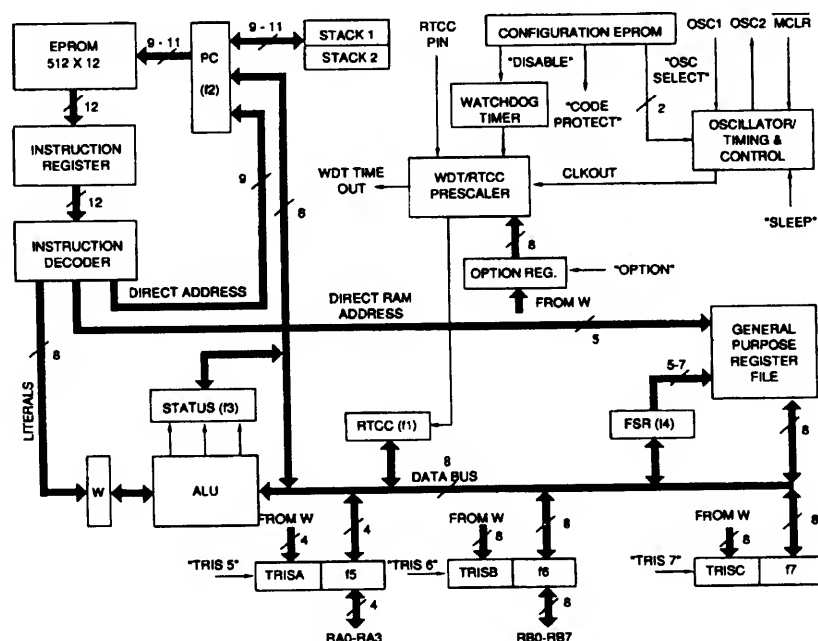 EPROM
512 X 12
9 - 11
PC
(f2)
9 - 11
STACK 1
STACK 2
RTCC
PIN
CONFIGURATION EPROM
OSC1
OSC2
MCLR
"DISABLE"
WATCHDOG
TIMER
"CODE
PROTECT"
"OSC
SELECT"
2
OSCILLATOR/
TIMING &
CONTROL
12
INSTRUCTION
REGISTER
9
8
WDT TIME
OUT
WDT/RTCC
PRESCALER
CLKOUT
"SLEEP"
12
INSTRUCTION
DECODER
8
OPTION REG.
"OPTION"
FROM W
DIRECT ADDRESS
DIRECT RAM
ADDRESS
5
GENERAL
PURPOSE
REGISTER
FILE
8
LITERALS
STATUS (f3)
RTCC (f1)
5-7
FSR (f4)
8
W
ALU
8
DATA BUS
FROM W
4
4
FROM W
8
8
FROM W
8
8
"TRIS 5"
TRISA
f5
"TRIS 6"
TRISB
f6
"TRIS 7"
TRISC
f7
4
8
RA0-RA3
RB0-RB7